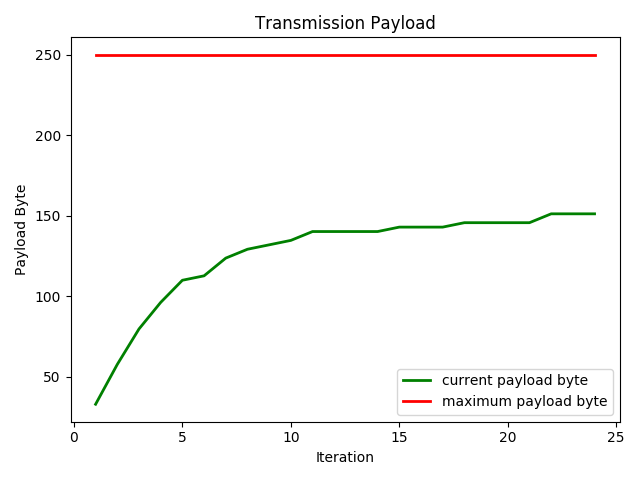 Transmission Payload
250
200
150
100
50
Payload Byte
0
5
10
15
20
25
Iteration
current payload byte
maximum payload byte